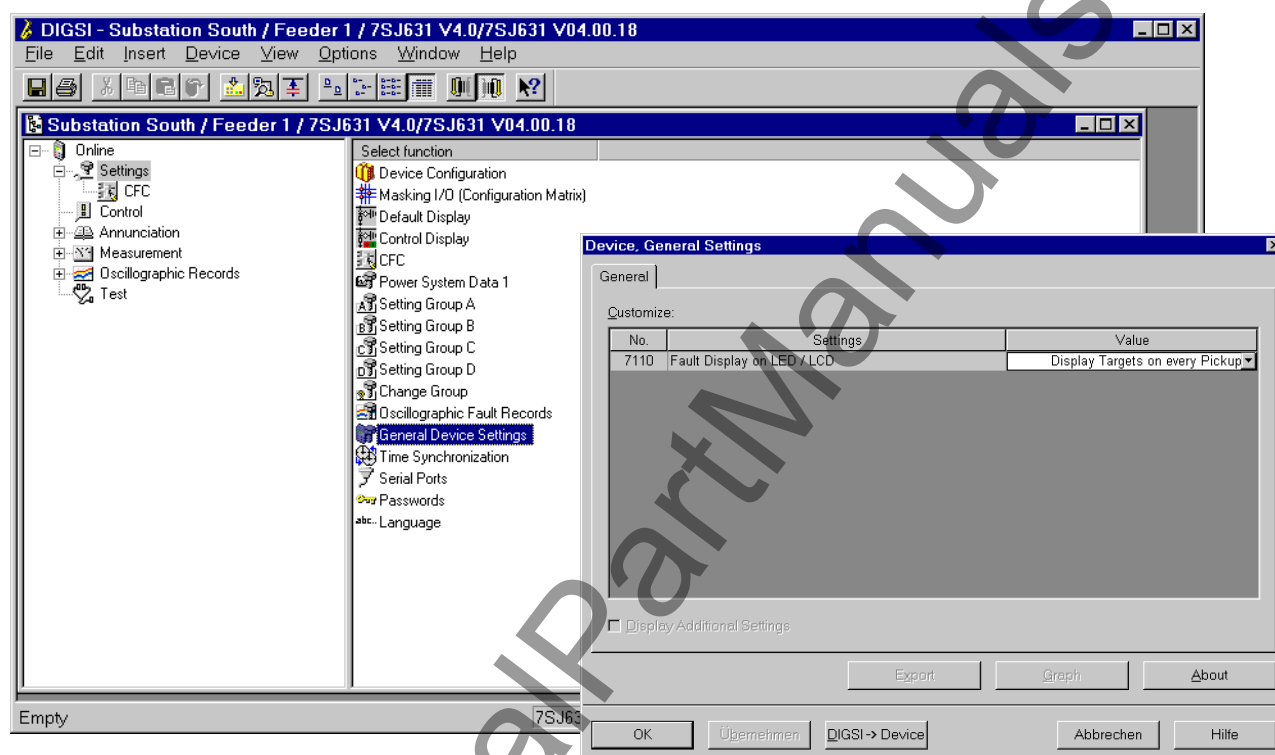 DIGSI - Substation South / Feeder 1 / 7SJ631 V4.0/7SJ631 V04.00.18
File Edit Insert Device View Options Window Help
Substation South / Feeder 1 / 7SJ631 V4.0/7SJ631 V04.00.18
Online
Settings
CFC
Control
Annunciation
Measurement
Oscillographic Records
Test
Select function
Device Configuration
Masking I/O (Configuration Matrix)
Default Display
Control Display
CFC
Power System Data 1
Setting Group A
Setting Group B
Setting Group C
Setting Group D
Change Group
Oscillographic Fault Records
General Device Settings
Time Synchronization
Serial Ports
Passwords
abc.. Language
Device, General Settings
General
Customize:
No. Settings Value
7110 Fault Display on LED / LCD Display Targets on every Pickup
Display Additional Settings
Export Graph About
OK Übernehmen DIGSI -> Device Abbrechen Hilfe
Empty 7SJ63
alPartManuals